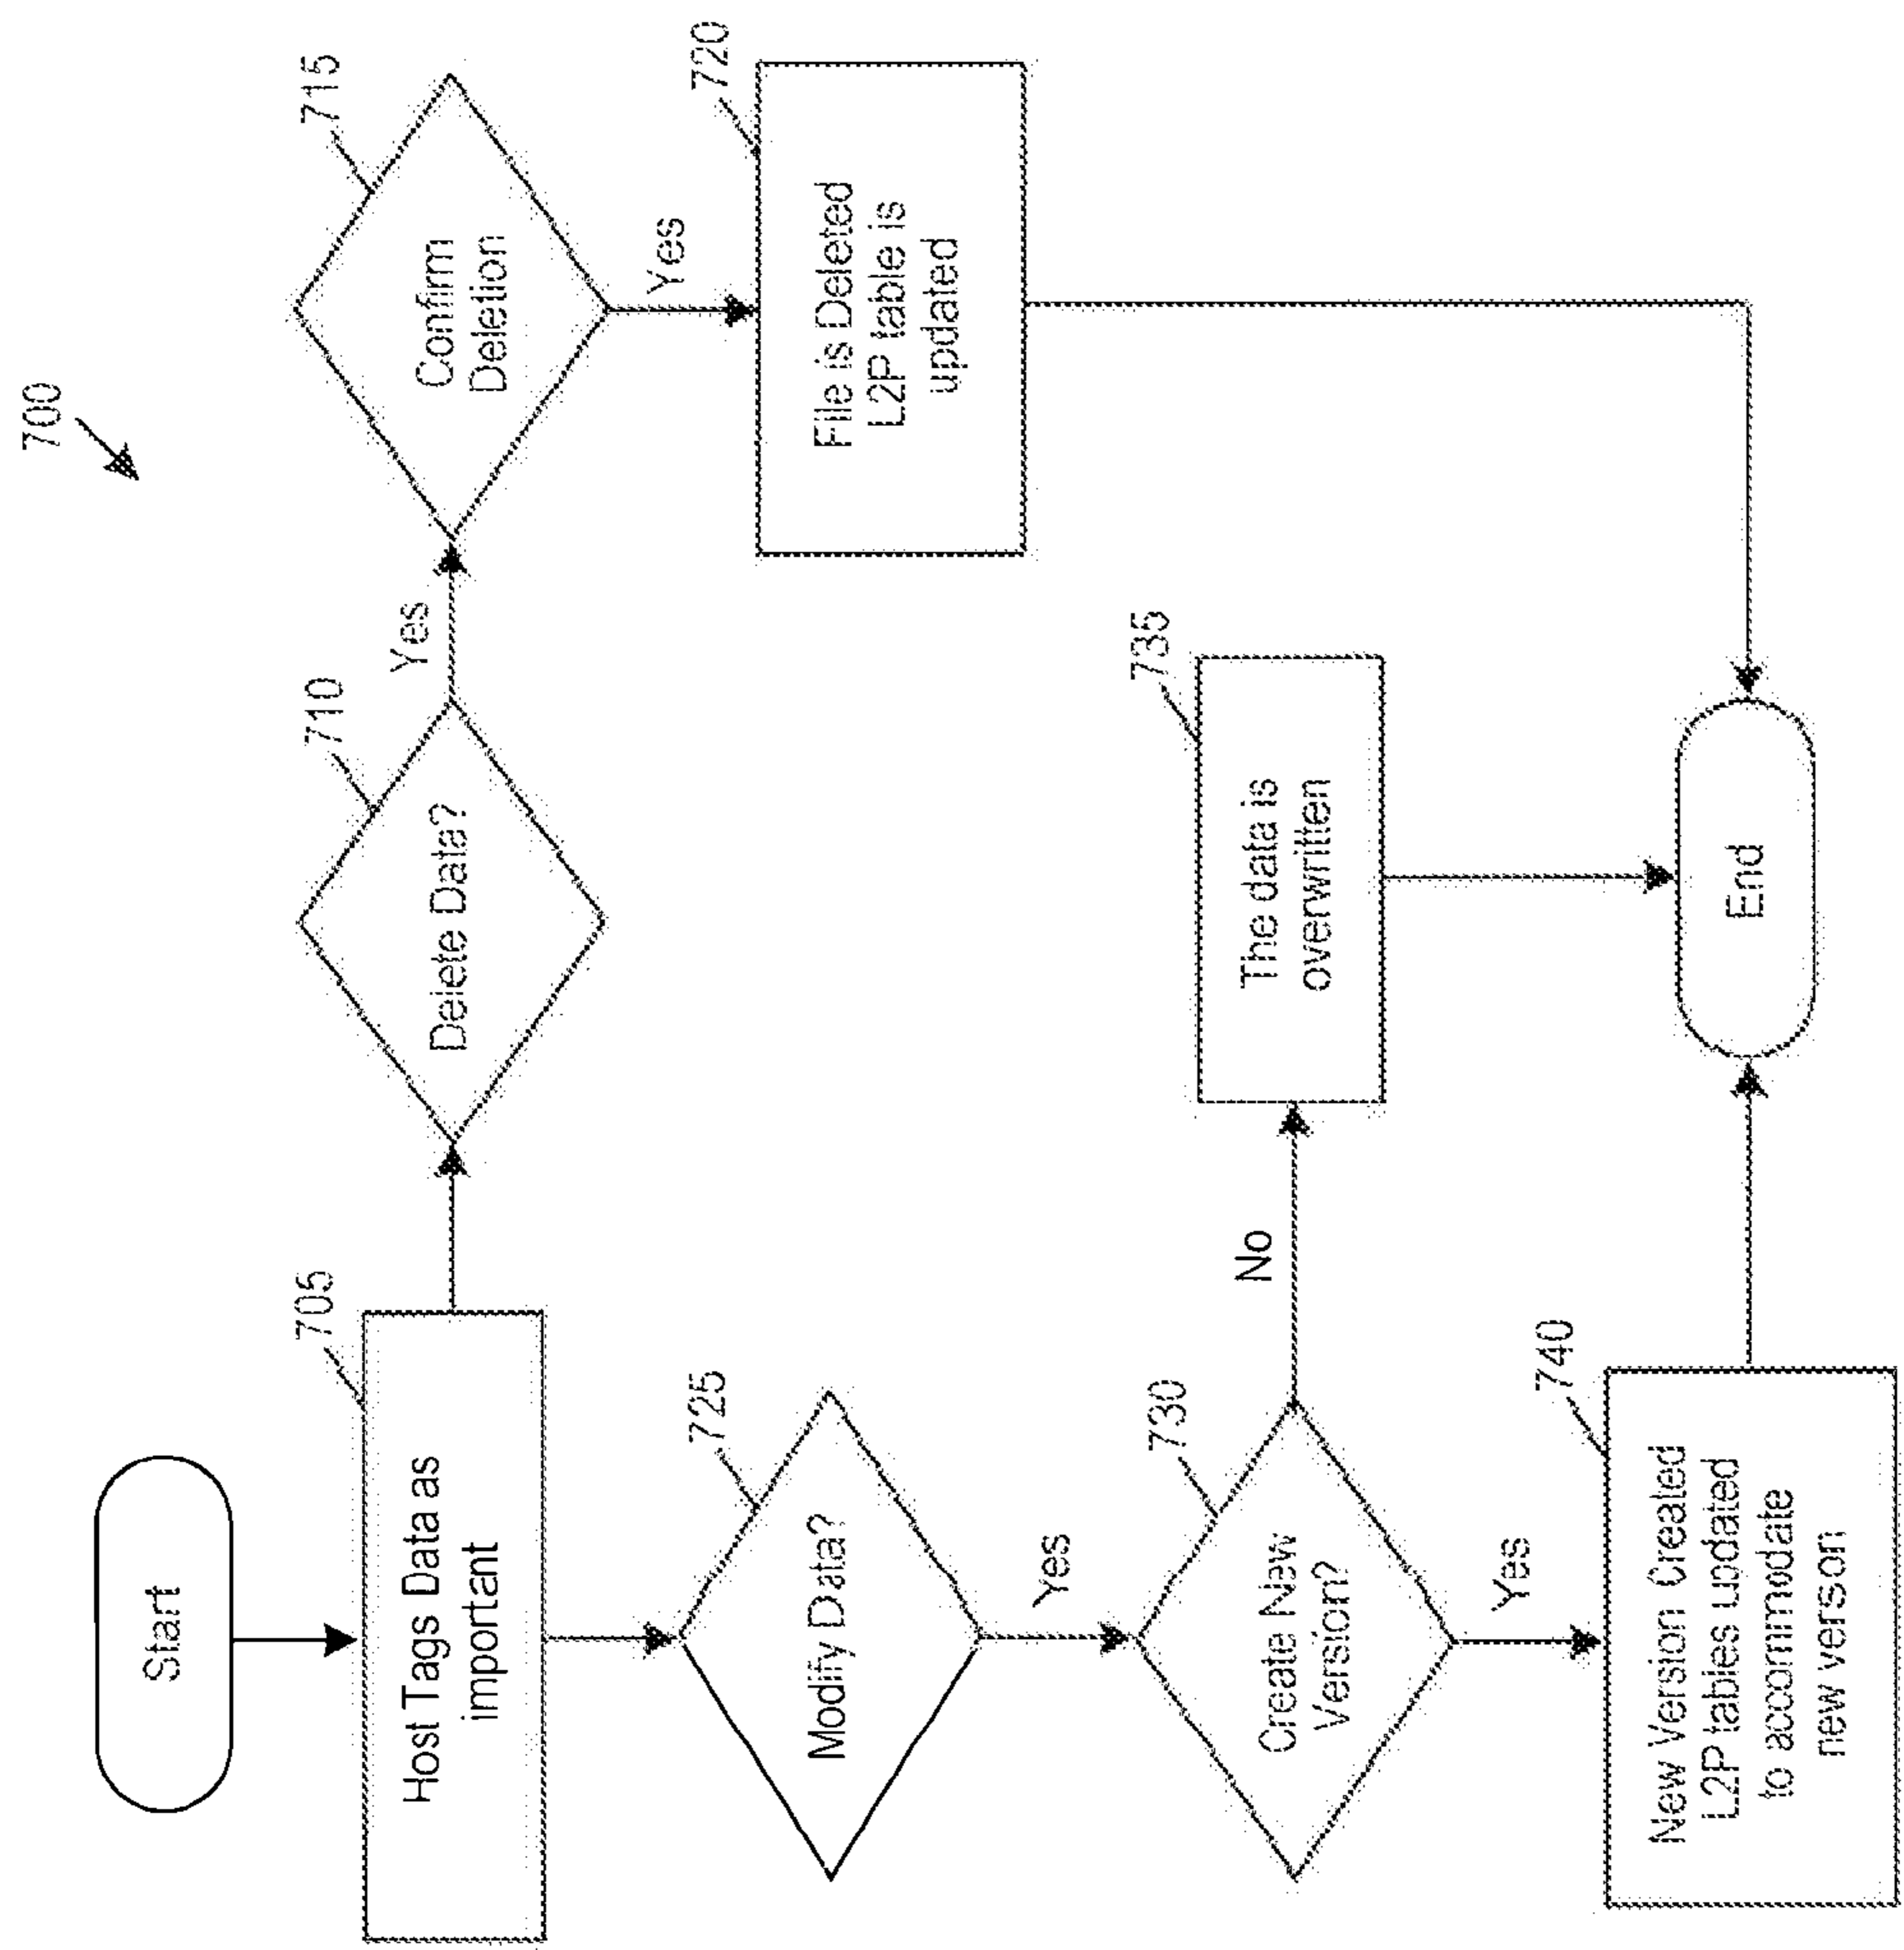 700
Start
705
Host Tags Data as
important
710
Delete Data?
Yes
715
Confirm
Deletion
Yes
720
File is Deleted
L2P table is
updated
725
Modify Data?
Yes
730
Create New
Version?
No
735
The data is
overwritten
Yes
740
New Version Created
L2P tables updated
to accommodate
new verson
End